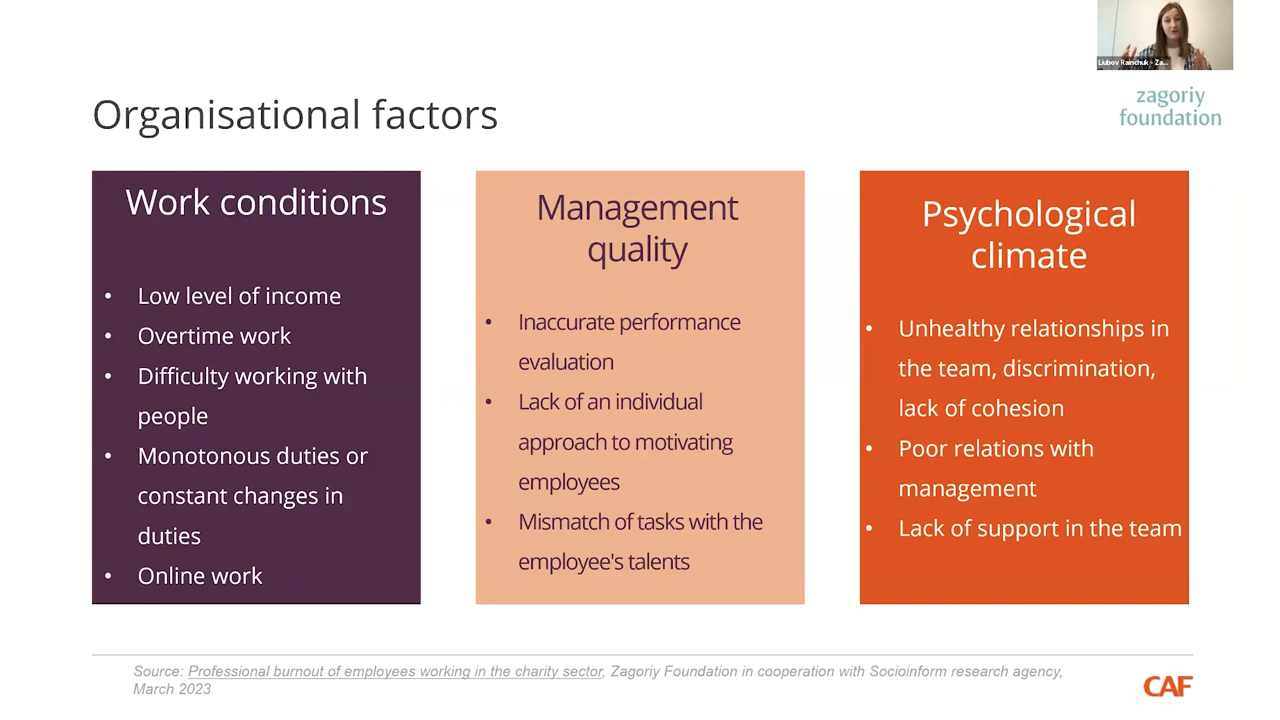 Liubov Rainchuk - Za...
zagoriy
foundation
Organisational factors
Work conditions
• Low level of income
• Overtime work
• Difficulty working with
people
• Monotonous duties or
constant changes in
duties
• Online work
Management
quality
• Inaccurate performance
evaluation
• Lack of an individual
approach to motivating
employees
• Mismatch of tasks with the
employee's talents
Psychological
climate
• Unhealthy relationships in
the team, discrimination,
lack of cohesion
• Poor relations with
management
• Lack of support in the team
Source: Professional burnout of employees working in the charity sector, Zagoriy Foundation in cooperation with Socioinform research agency,
March 2023
CAF